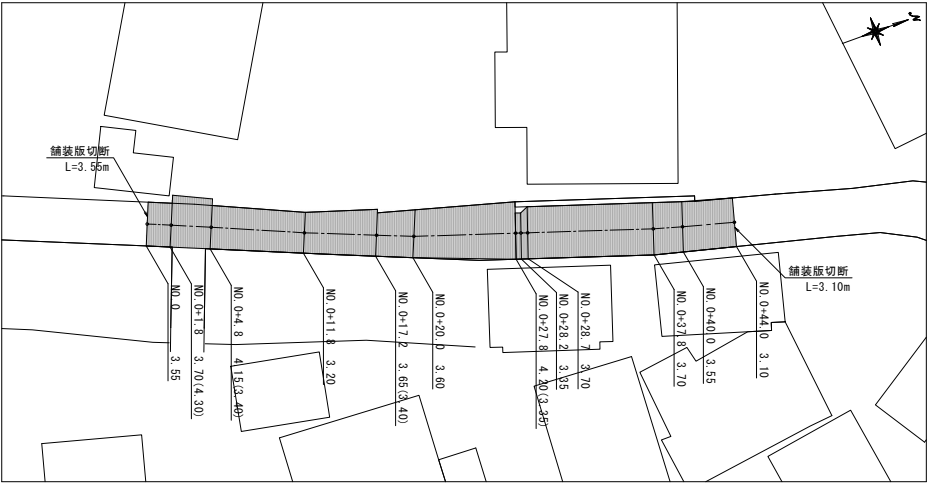 舗装版切断
L=3.55m
舗装版切断
L=3.10m
NO.0 3.55
NO.0+1.8 3.70(4.30)
NO.0+4.8 4.15(3.40)
NO.0+11.8 3.20
NO.0+17.2 3.65(3.40)
NO.0+20.0 3.60
NO.0+27.8 4.20(3.35)
NO.0+28.2 3.35
NO.0+28.7 3.70
NO.0+37.8 3.70
NO.0+40.0 3.55
NO.0+44.0 3.10